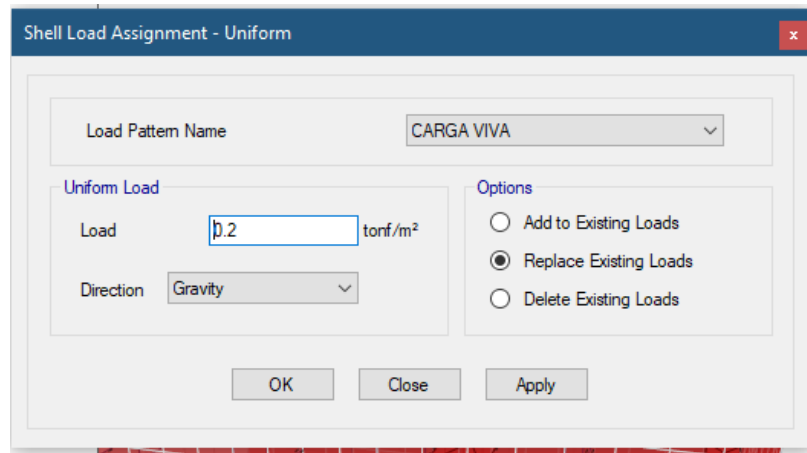 Shell Load Assignment - Uniform
x
Load Pattern Name
CARGA VIVA
Uniform Load
Load
0.2
tonf/m²
Direction
Gravity
Options
Add to Existing Loads
Replace Existing Loads
Delete Existing Loads
OK
Close
Apply